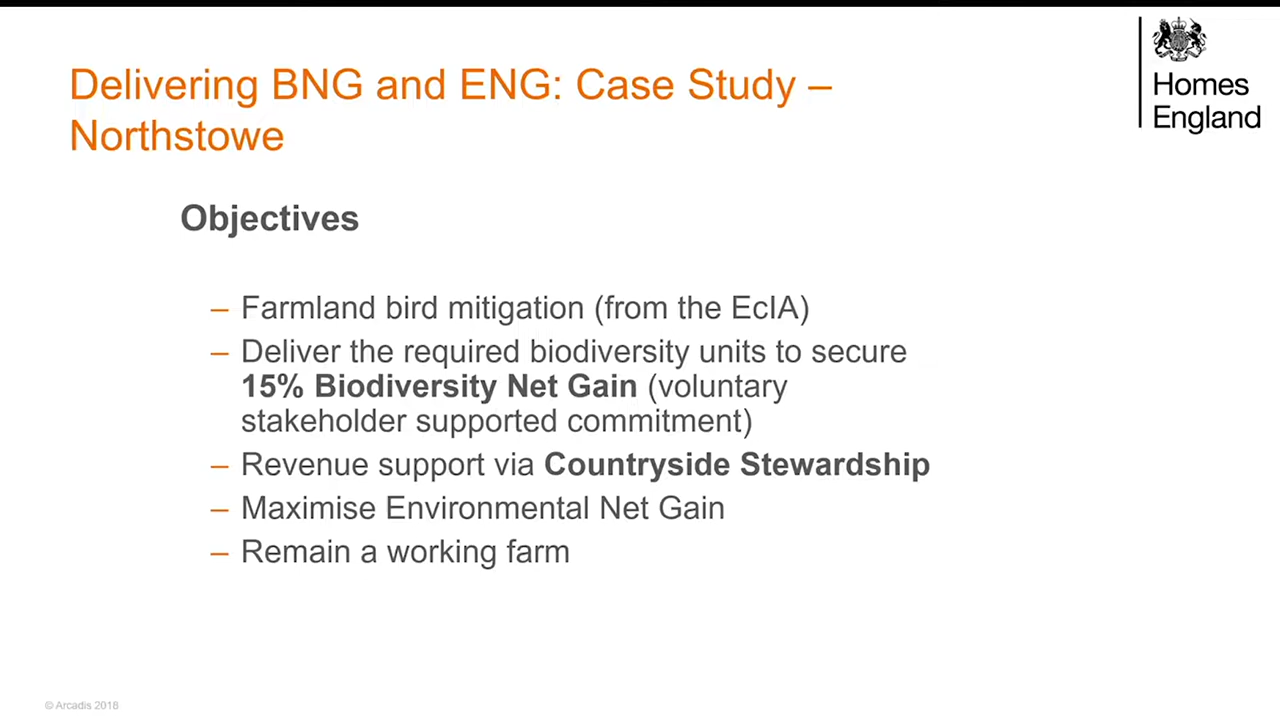 Delivering BNG and ENG: Case Study –
Northstowe
Homes
England
Objectives
– Farmland bird mitigation (from the EcIA)
– Deliver the required biodiversity units to secure
15% Biodiversity Net Gain (voluntary
stakeholder supported commitment)
– Revenue support via Countryside Stewardship
– Maximise Environmental Net Gain
– Remain a working farm
© Arcadis 2018